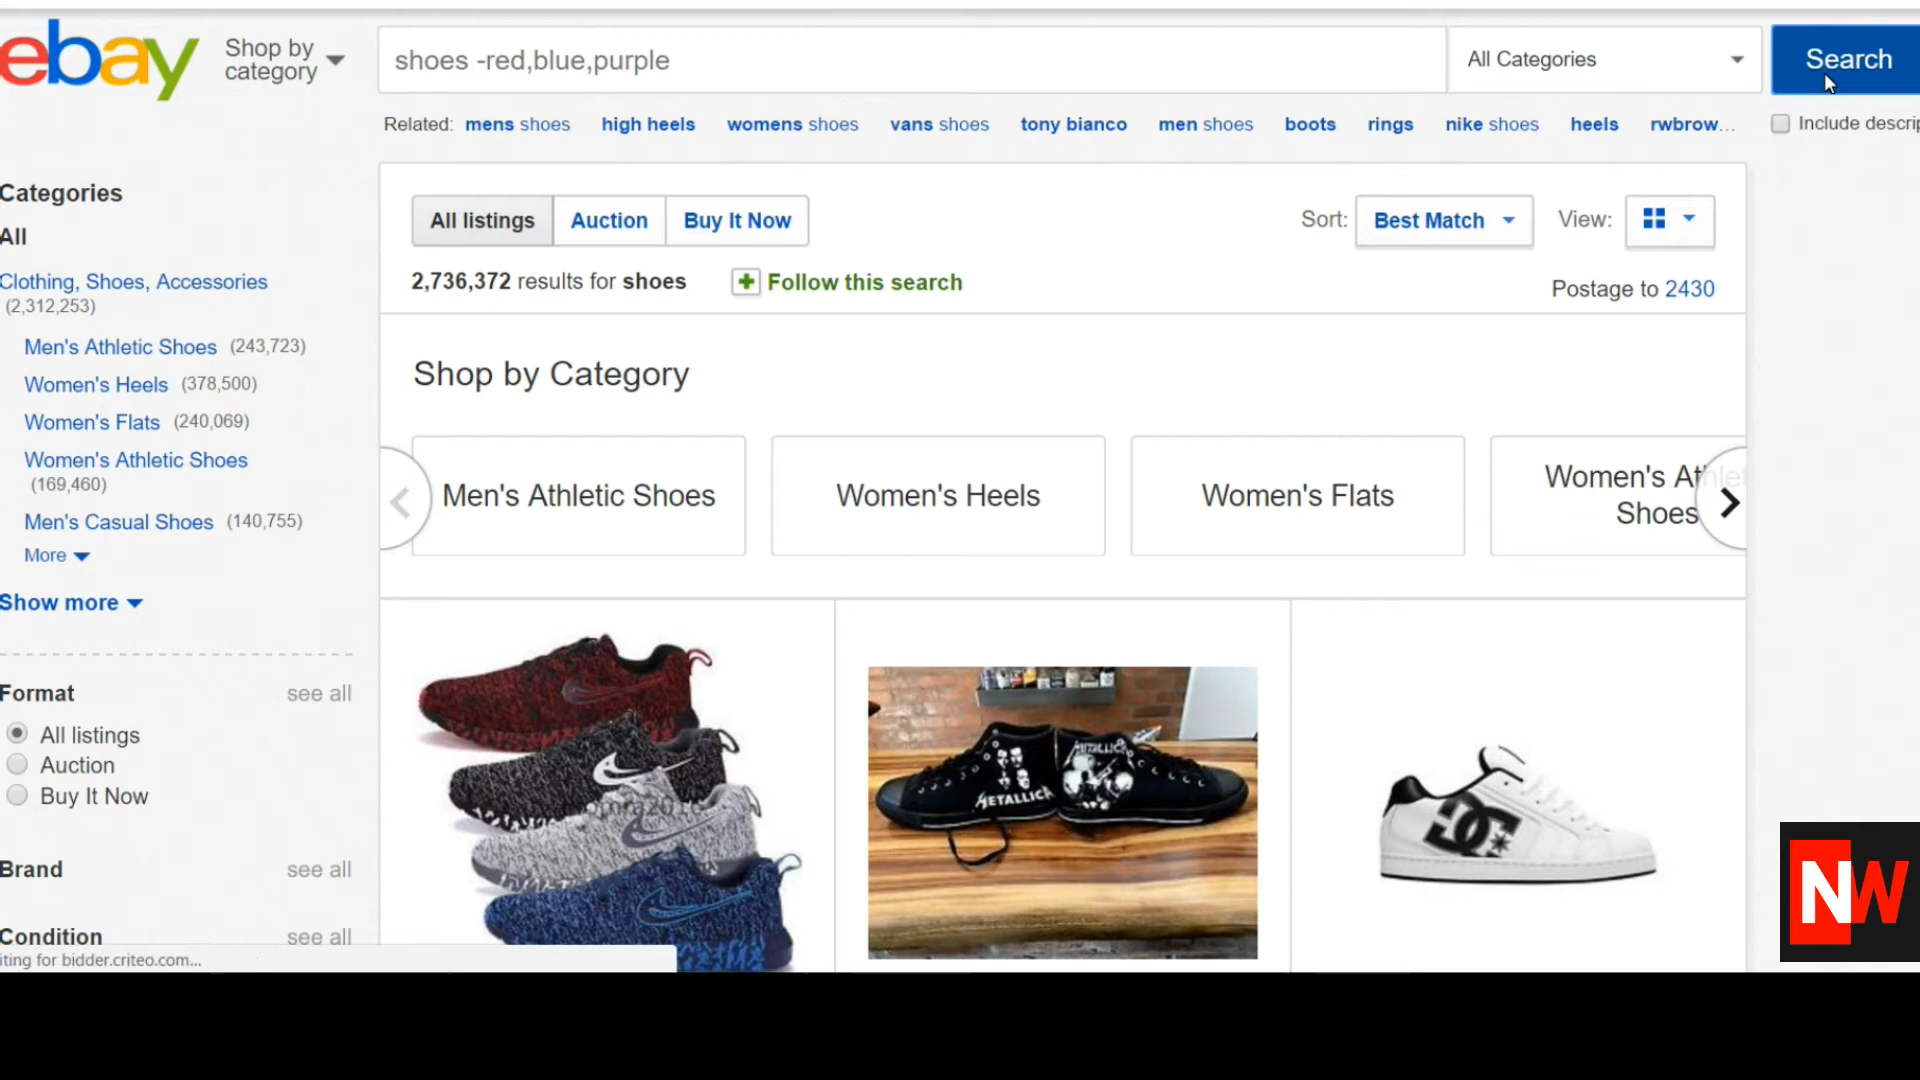 ebay
Shop by
category
shoes -red,blue,purple
All Categories
Search
Related: mens shoes high heels womens shoes vans shoes tony bianco men shoes boots rings nike shoes heels rwbrow...
Include descrip
Categories
All
Clothing, Shoes, Accessories
(2,312,253)
Men's Athletic Shoes (243,723)
Women's Heels (378,500)
Women's Flats (240,069)
Women's Athletic Shoes
(169,460)
Men's Casual Shoes (140,755)
More
Show more
Format see all
All listings
Auction
Buy It Now
Brand see all
Condition see all
iting for bidder.criteo.com...
All listings Auction Buy It Now
Sort: Best Match View:
2,736,372 results for shoes
Follow this search
Postage to 2430
Shop by Category
Men's Athletic Shoes
Women's Heels
Women's Flats
Women's Athlet
Shoes
METALLICA
METALLICA
DC
NW